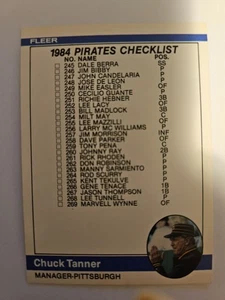 FLEER
1984 PIRATES CHECKLIST
NO. NAME POS.
245 DALE BERRA SS
246 JIM BIBBY P
247 JOHN CANDELARIA P
248 JOSE DE LEON P
249 MIKE EASLER OF
250 CECILIO GUANTE P
251 RICHIE HEBNER 3B
252 LEE LACY OF
253 BILL MADLOCK 3B
254 MILT MAY C
255 LEE MAZZILLI OF
256 LARRY MC WILLIAMS P
257 JIM MORRISON INF
258 DAVE PARKER OF
259 TONY PENA C
260 JOHNNY RAY 2B
261 RICK RHODEN P
262 DON ROBINSON P
263 MANNY SARMIENTO P
264 ROD SCURRY P
265 KENT TEKULVE P
266 GENE TENACE 1B
267 JASON THOMPSON 1B
268 LEE TUNNELL P
269 MARVELL WYNNE OF
Chuck Tanner
MANAGER-PITTSBURGH